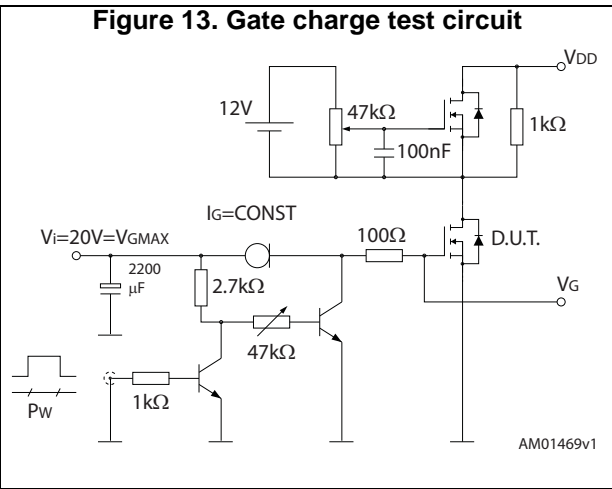 Figure 13. Gate charge test circuit
VDD
12V
47kΩ
1kΩ
100nF
IG=CONST
Vi=20V=VGMAX
100Ω
D.U.T.
2200
μF
2.7kΩ
VG
47kΩ
1kΩ
PW
AM01469v1